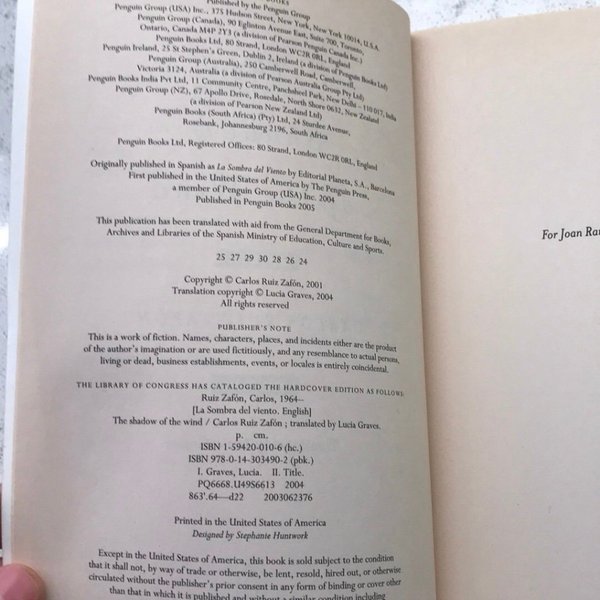 BOOKS
Published by the Penguin Group
Penguin Group (USA) Inc., 375 Hudson Street, New York, New York 10014, U.S.A.
Penguin Group (Canada), 90 Eglinton Avenue East, Suite 700, Toronto,
Ontario, Canada M4P 2Y3 (a division of Pearson Penguin Canada Inc.)
Penguin Books Ltd, 80 Strand, London WC2R 0RL, England
Penguin Ireland, 25 St Stephen's Green, Dublin 2, Ireland (a division of Penguin Books Ltd)
Penguin Group (Australia), 250 Camberwell Road, Camberwell,
Victoria 3124, Australia (a division of Pearson Australia Group Pty Ltd)
Penguin Books India Pvt Ltd, 11 Community Centre, Panchsheel Park, New Delhi – 110 017, India
Penguin Group (NZ), 67 Apollo Drive, Rosedale, North Shore 0632, New Zealand
(a division of Pearson New Zealand Ltd)
Penguin Books (South Africa) (Pty) Ltd, 24 Sturdee Avenue,
Rosebank, Johannesburg 2196, South Africa
Penguin Books Ltd, Registered Offices: 80 Strand, London WC2R 0RL, England
Originally published in Spanish as La Sombra del Viento by Editorial Planeta, S.A., Barcelona
First published in the United States of America by The Penguin Press,
a member of Penguin Group (USA) Inc. 2004
Published in Penguin Books 2005
This publication has been translated with aid from the General Department for Books,
Archives and Libraries of the Spanish Ministry of Education, Culture and Sports.
25 27 29 30 28 26 24
Copyright © Carlos Ruiz Zafón, 2001
Translation copyright © Lucia Graves, 2004
All rights reserved
PUBLISHER'S NOTE
This is a work of fiction. Names, characters, places, and incidents either are the product
of the author's imagination or are used fictitiously, and any resemblance to actual persons,
living or dead, business establishments, events, or locales is entirely coincidental.
THE LIBRARY OF CONGRESS HAS CATALOGED THE HARDCOVER EDITION AS FOLLOWS
Ruiz Zafón, Carlos, 1964–
[La Sombra del viento. English]
The shadow of the wind / Carlos Ruiz Zafón ; translated by Lucia Graves.
p. cm.
ISBN 1-59420-010-6 (hc.)
ISBN 978-0-14-303490-2 (pbk.)
I. Graves, Lucia. II. Title.
PQ6668.U49S6613 2004
863'.64—d22 2003062376
Printed in the United States of America
Designed by Stephanie Huntwork
Except in the United States of America, this book is sold subject to the condition
that it shall not, by way of trade or otherwise, be lent, resold, hired out, or otherwise
circulated without the publisher's prior consent in any form of binding or cover other
than that in which it is published and without a similar condition including
For Joan Ra